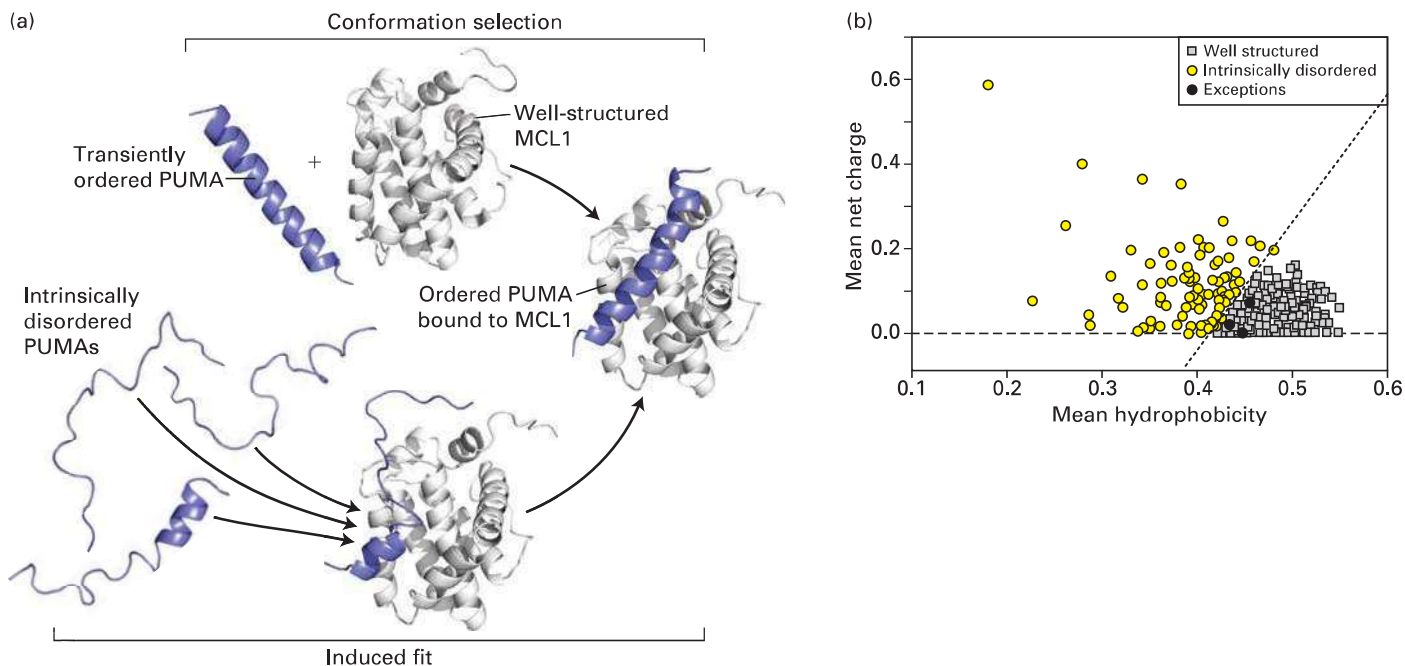 (a)
Conformation selection
Transiently
ordered PUMA
+
Well-structured
MCL1
Ordered PUMA
bound to MCL1
Intrinsically
disordered
PUMAs
Induced fit
(b)
Well structured
Intrinsically disordered
Exceptions
Mean net charge
0.6
0.4
0.2
0.0
0.1
0.2
0.3
0.4
0.5
0.6
Mean hydrophobicity